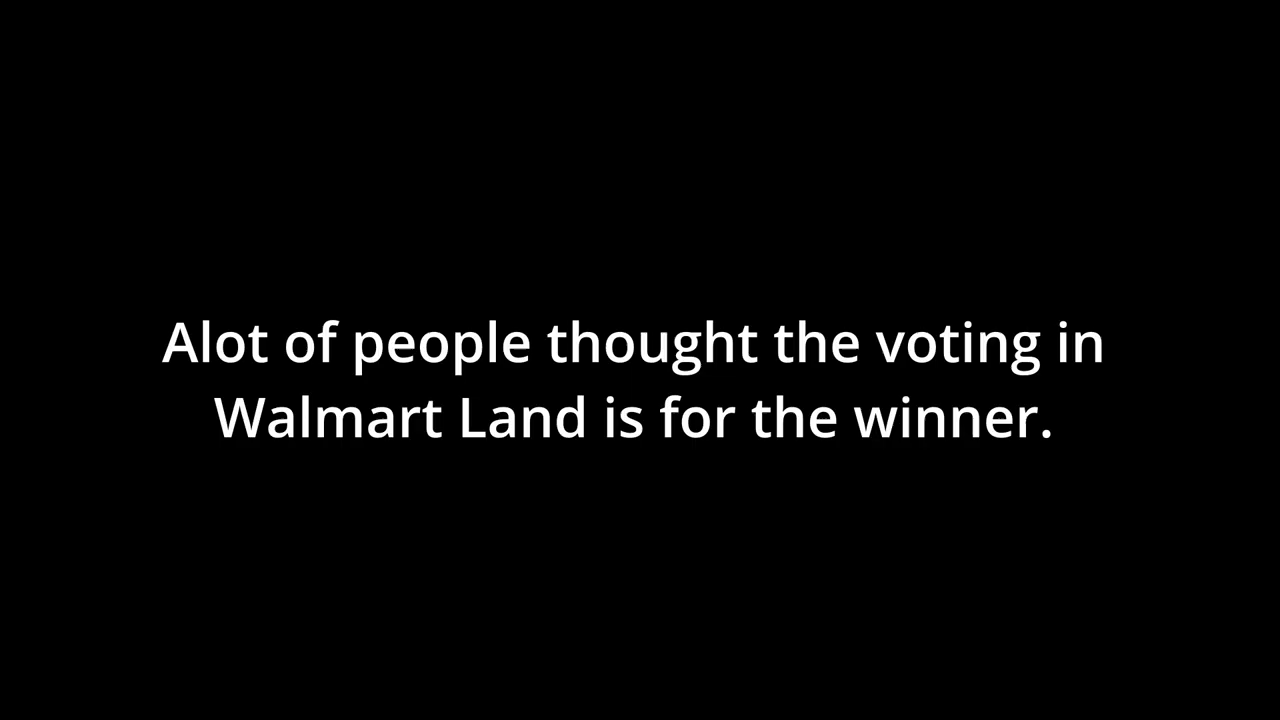 Alot of people thought the voting in
Walmart Land is for the winner.